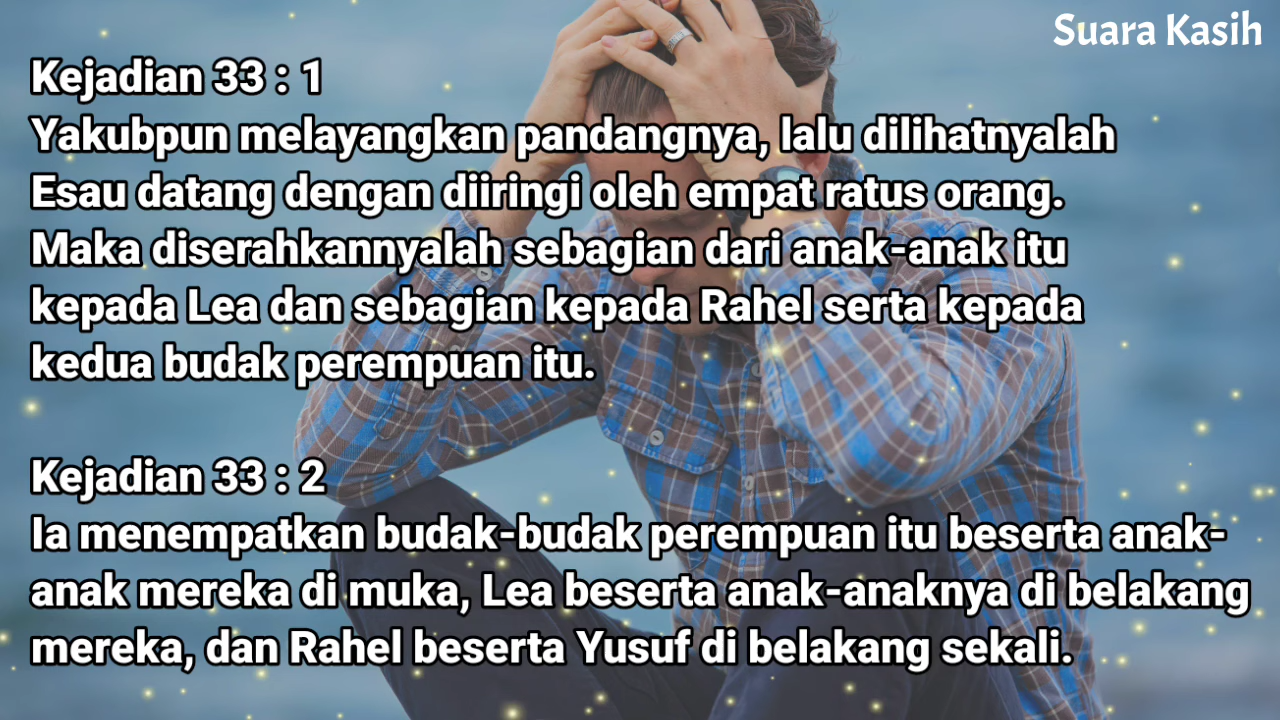 Suara Kasih
Kejadian 33 : 1
Yakubpun melayangkan pandangnya, lalu dilihatnyalah
Esau datang dengan diiringi oleh empat ratus orang.
Maka diserahkannyalah sebagian dari anak-anak itu
kepada Lea dan sebagian kepada Rahel serta kepada
kedua budak perempuan itu.
Kejadian 33 : 2
Ia menempatkan budak-budak perempuan itu beserta anak-
anak mereka di muka, Lea beserta anak-anaknya di belakang
mereka, dan Rahel beserta Yusuf di belakang sekali.